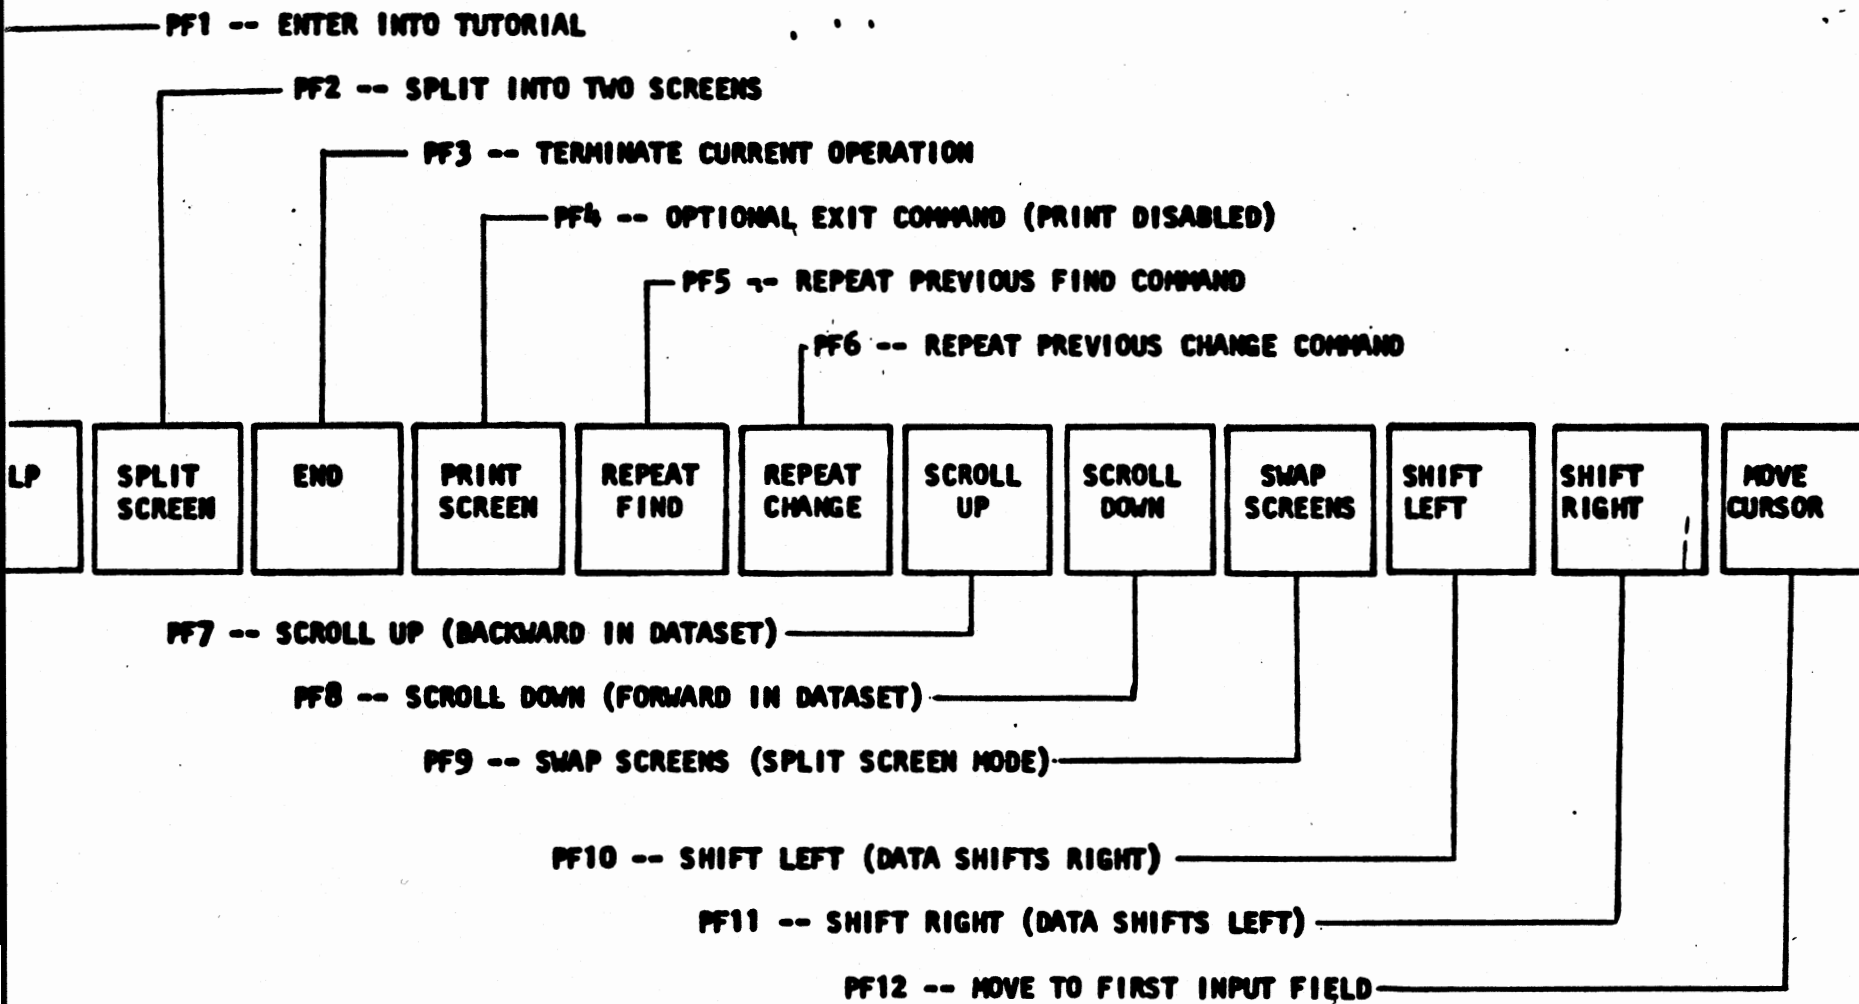 PF1 -- ENTER INTO TUTORIAL
PF2 -- SPLIT INTO TWO SCREENS
PF3 -- TERMINATE CURRENT OPERATION
PF4 -- OPTIONAL EXIT COMMAND (PRINT DISABLED)
PF5 -- REPEAT PREVIOUS FIND COMMAND
PF6 -- REPEAT PREVIOUS CHANGE COMMAND
LP
SPLIT
SCREEN
END
PRINT
SCREEN
REPEAT
FIND
REPEAT
CHANGE
SCROLL
UP
SCROLL
DOWN
SWAP
SCREENS
SHIFT
LEFT
SHIFT
RIGHT
MOVE
CURSOR
PF7 -- SCROLL UP (BACKWARD IN DATASET)
PF8 -- SCROLL DOWN (FORWARD IN DATASET)
PF9 -- SWAP SCREENS (SPLIT SCREEN MODE)
PF10 -- SHIFT LEFT (DATA SHIFTS RIGHT)
PF11 -- SHIFT RIGHT (DATA SHIFTS LEFT)
PF12 -- MOVE TO FIRST INPUT FIELD